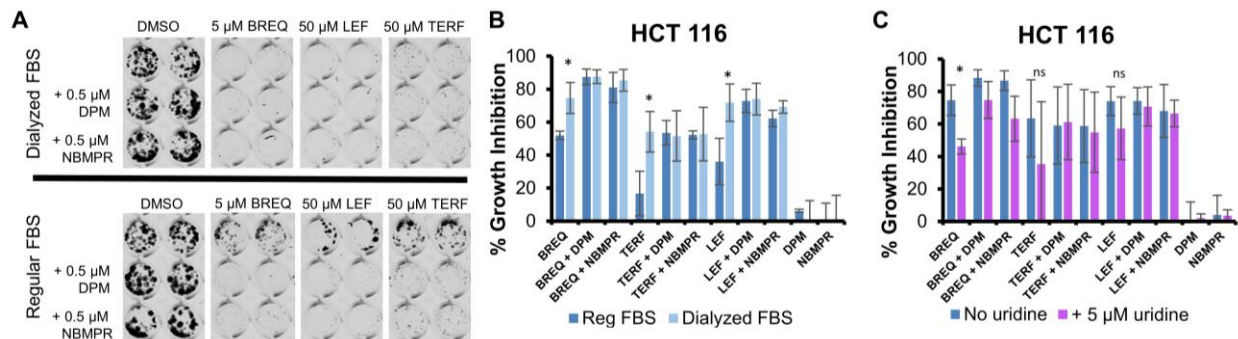 A
DMSO 5 µM BREQ 50 µM LEF 50 µM TERF
Dialyzed FBS
+ 0.5 µM
DPM
+ 0.5 µM
NBMPR
DMSO 5 µM BREQ 50 µM LEF 50 µM TERF
Regular FBS
+ 0.5 µM
DPM
+ 0.5 µM
NBMPR
B
HCT 116
% Growth Inhibition
100
80
60
40
20
0
* * *
BREQ
BREQ + DPM
BREQ + NBMPR
TERF
TERF + DPM
TERF + NBMPR
LEF
LEF + DPM
LEF + NBMPR
DPM
NBMPR
Reg FBS Dialyzed FBS
C
HCT 116
% Growth Inhibition
100
80
60
40
20
0
* ns ns
BREQ
BREQ + DPM
BREQ + NBMPR
TERF
TERF + DPM
TERF + NBMPR
LEF
LEF + DPM
LEF + NBMPR
DPM
NBMPR
No uridine + 5 µM uridine